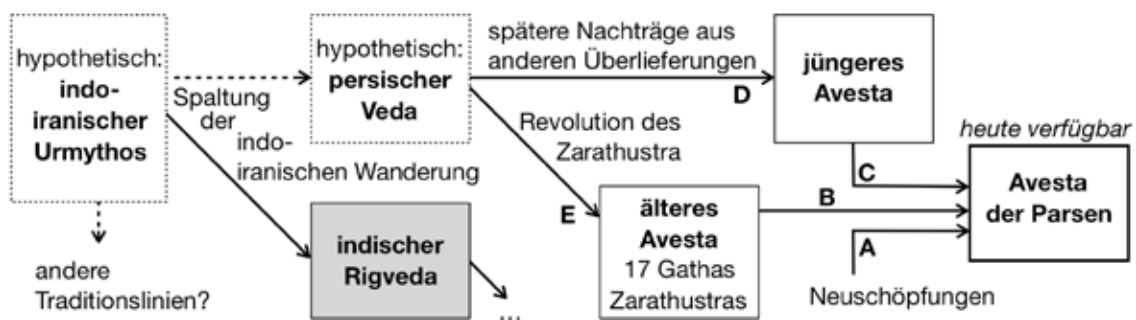 hypothetisch:
indo-
iranischer
Urmythos
andere
Traditionslinien?
Spaltung
der
indo-
iranischen Wanderung
hypothetisch:
persischer
Veda
indischer
Rigveda
...
spätere Nachträge aus
anderen Überlieferungen
D
Revolution des
Zarathustra
E
jüngeres
Avesta
älteres
Avesta
17 Gathas
Zarathustras
C
B
A
Neuschöpfungen
heute verfügbar
Avesta
der Parsen